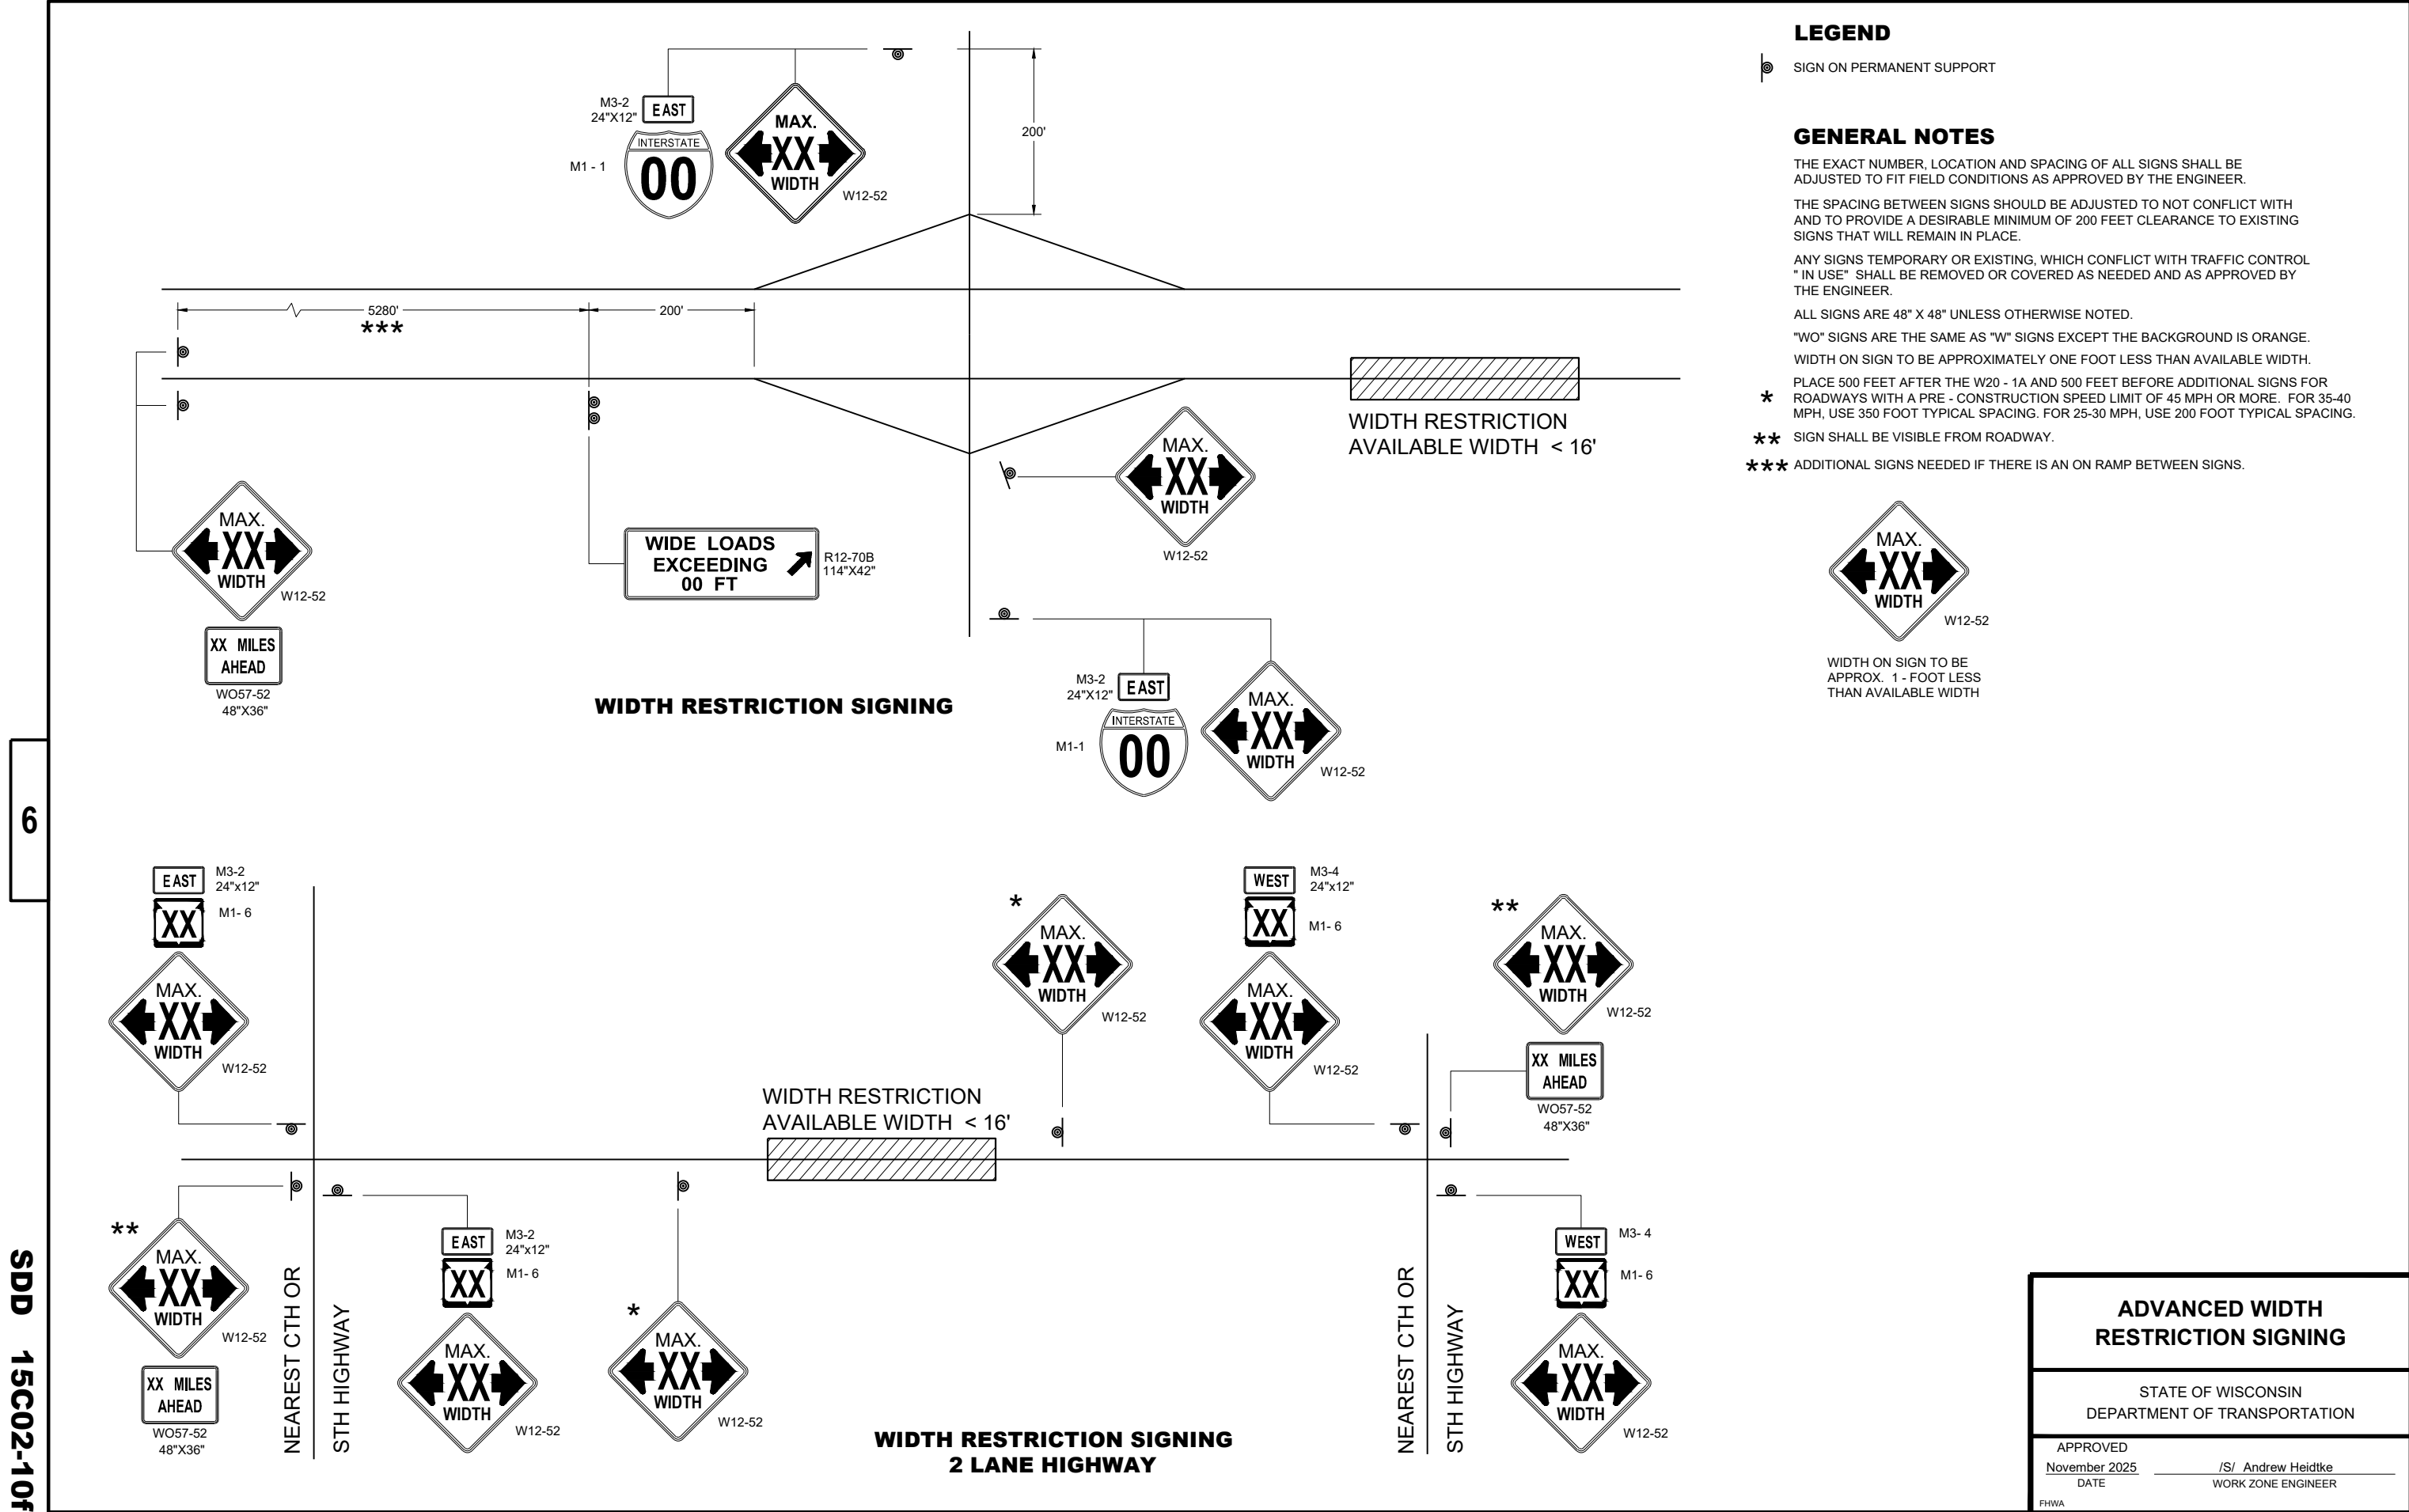 LEGEND
SIGN ON PERMANENT SUPPORT
GENERAL NOTES
THE EXACT NUMBER, LOCATION AND SPACING OF ALL SIGNS SHALL BE
ADJUSTED TO FIT FIELD CONDITIONS AS APPROVED BY THE ENGINEER.
THE SPACING BETWEEN SIGNS SHOULD BE ADJUSTED TO NOT CONFLICT WITH
AND TO PROVIDE A DESIRABLE MINIMUM OF 200 FEET CLEARANCE TO EXISTING
SIGNS THAT WILL REMAIN IN PLACE.
ANY SIGNS TEMPORARY OR EXISTING, WHICH CONFLICT WITH TRAFFIC CONTROL
" IN USE" SHALL BE REMOVED OR COVERED AS NEEDED AND AS APPROVED BY
THE ENGINEER.
ALL SIGNS ARE 48" X 48" UNLESS OTHERWISE NOTED.
"WO" SIGNS ARE THE SAME AS "W" SIGNS EXCEPT THE BACKGROUND IS ORANGE.
WIDTH ON SIGN TO BE APPROXIMATELY ONE FOOT LESS THAN AVAILABLE WIDTH.
PLACE 500 FEET AFTER THE W20 - 1A AND 500 FEET BEFORE ADDITIONAL SIGNS FOR
* ROADWAYS WITH A PRE - CONSTRUCTION SPEED LIMIT OF 45 MPH OR MORE. FOR 35-40
MPH, USE 350 FOOT TYPICAL SPACING. FOR 25-30 MPH, USE 200 FOOT TYPICAL SPACING.
** SIGN SHALL BE VISIBLE FROM ROADWAY.
*** ADDITIONAL SIGNS NEEDED IF THERE IS AN ON RAMP BETWEEN SIGNS.
MAX.
XX
WIDTH
W12-52
WIDTH ON SIGN TO BE
APPROX. 1 - FOOT LESS
THAN AVAILABLE WIDTH
M3-2
24"X12"
EAST
M1 - 1
INTERSTATE
00
MAX.
XX
WIDTH
W12-52
200'
5280'
***
200'
WIDTH RESTRICTION
AVAILABLE WIDTH < 16'
MAX.
XX
WIDTH
W12-52
MAX.
XX
WIDTH
W12-52
XX MILES
AHEAD
WO57-52
48"X36"
WIDE LOADS
EXCEEDING
00 FT
R12-70B
114"X42"
M3-2
24"X12"
EAST
M1-1
INTERSTATE
00
MAX.
XX
WIDTH
W12-52
WIDTH RESTRICTION SIGNING
6
EAST
M3-2
24"x12"
XX
M1- 6
MAX.
XX
WIDTH
W12-52
*
MAX.
XX
WIDTH
W12-52
WEST
M3-4
24"x12"
XX
M1- 6
MAX.
XX
WIDTH
W12-52
**
MAX.
XX
WIDTH
W12-52
XX MILES
AHEAD
WO57-52
48"X36"
WIDTH RESTRICTION
AVAILABLE WIDTH < 16'
**
MAX.
XX
WIDTH
W12-52
XX MILES
AHEAD
WO57-52
48"X36"
NEAREST CTH OR
STH HIGHWAY
EAST
M3-2
24"x12"
XX
M1- 6
MAX.
XX
WIDTH
W12-52
*
MAX.
XX
WIDTH
W12-52
NEAREST CTH OR
STH HIGHWAY
WEST
M3- 4
XX
M1- 6
MAX.
XX
WIDTH
W12-52
WIDTH RESTRICTION SIGNING
2 LANE HIGHWAY
SDD 15C02-10f
ADVANCED WIDTH
RESTRICTION SIGNING
STATE OF WISCONSIN
DEPARTMENT OF TRANSPORTATION
APPROVED
November 2025 /S/ Andrew Heidtke
DATE WORK ZONE ENGINEER
FHWA